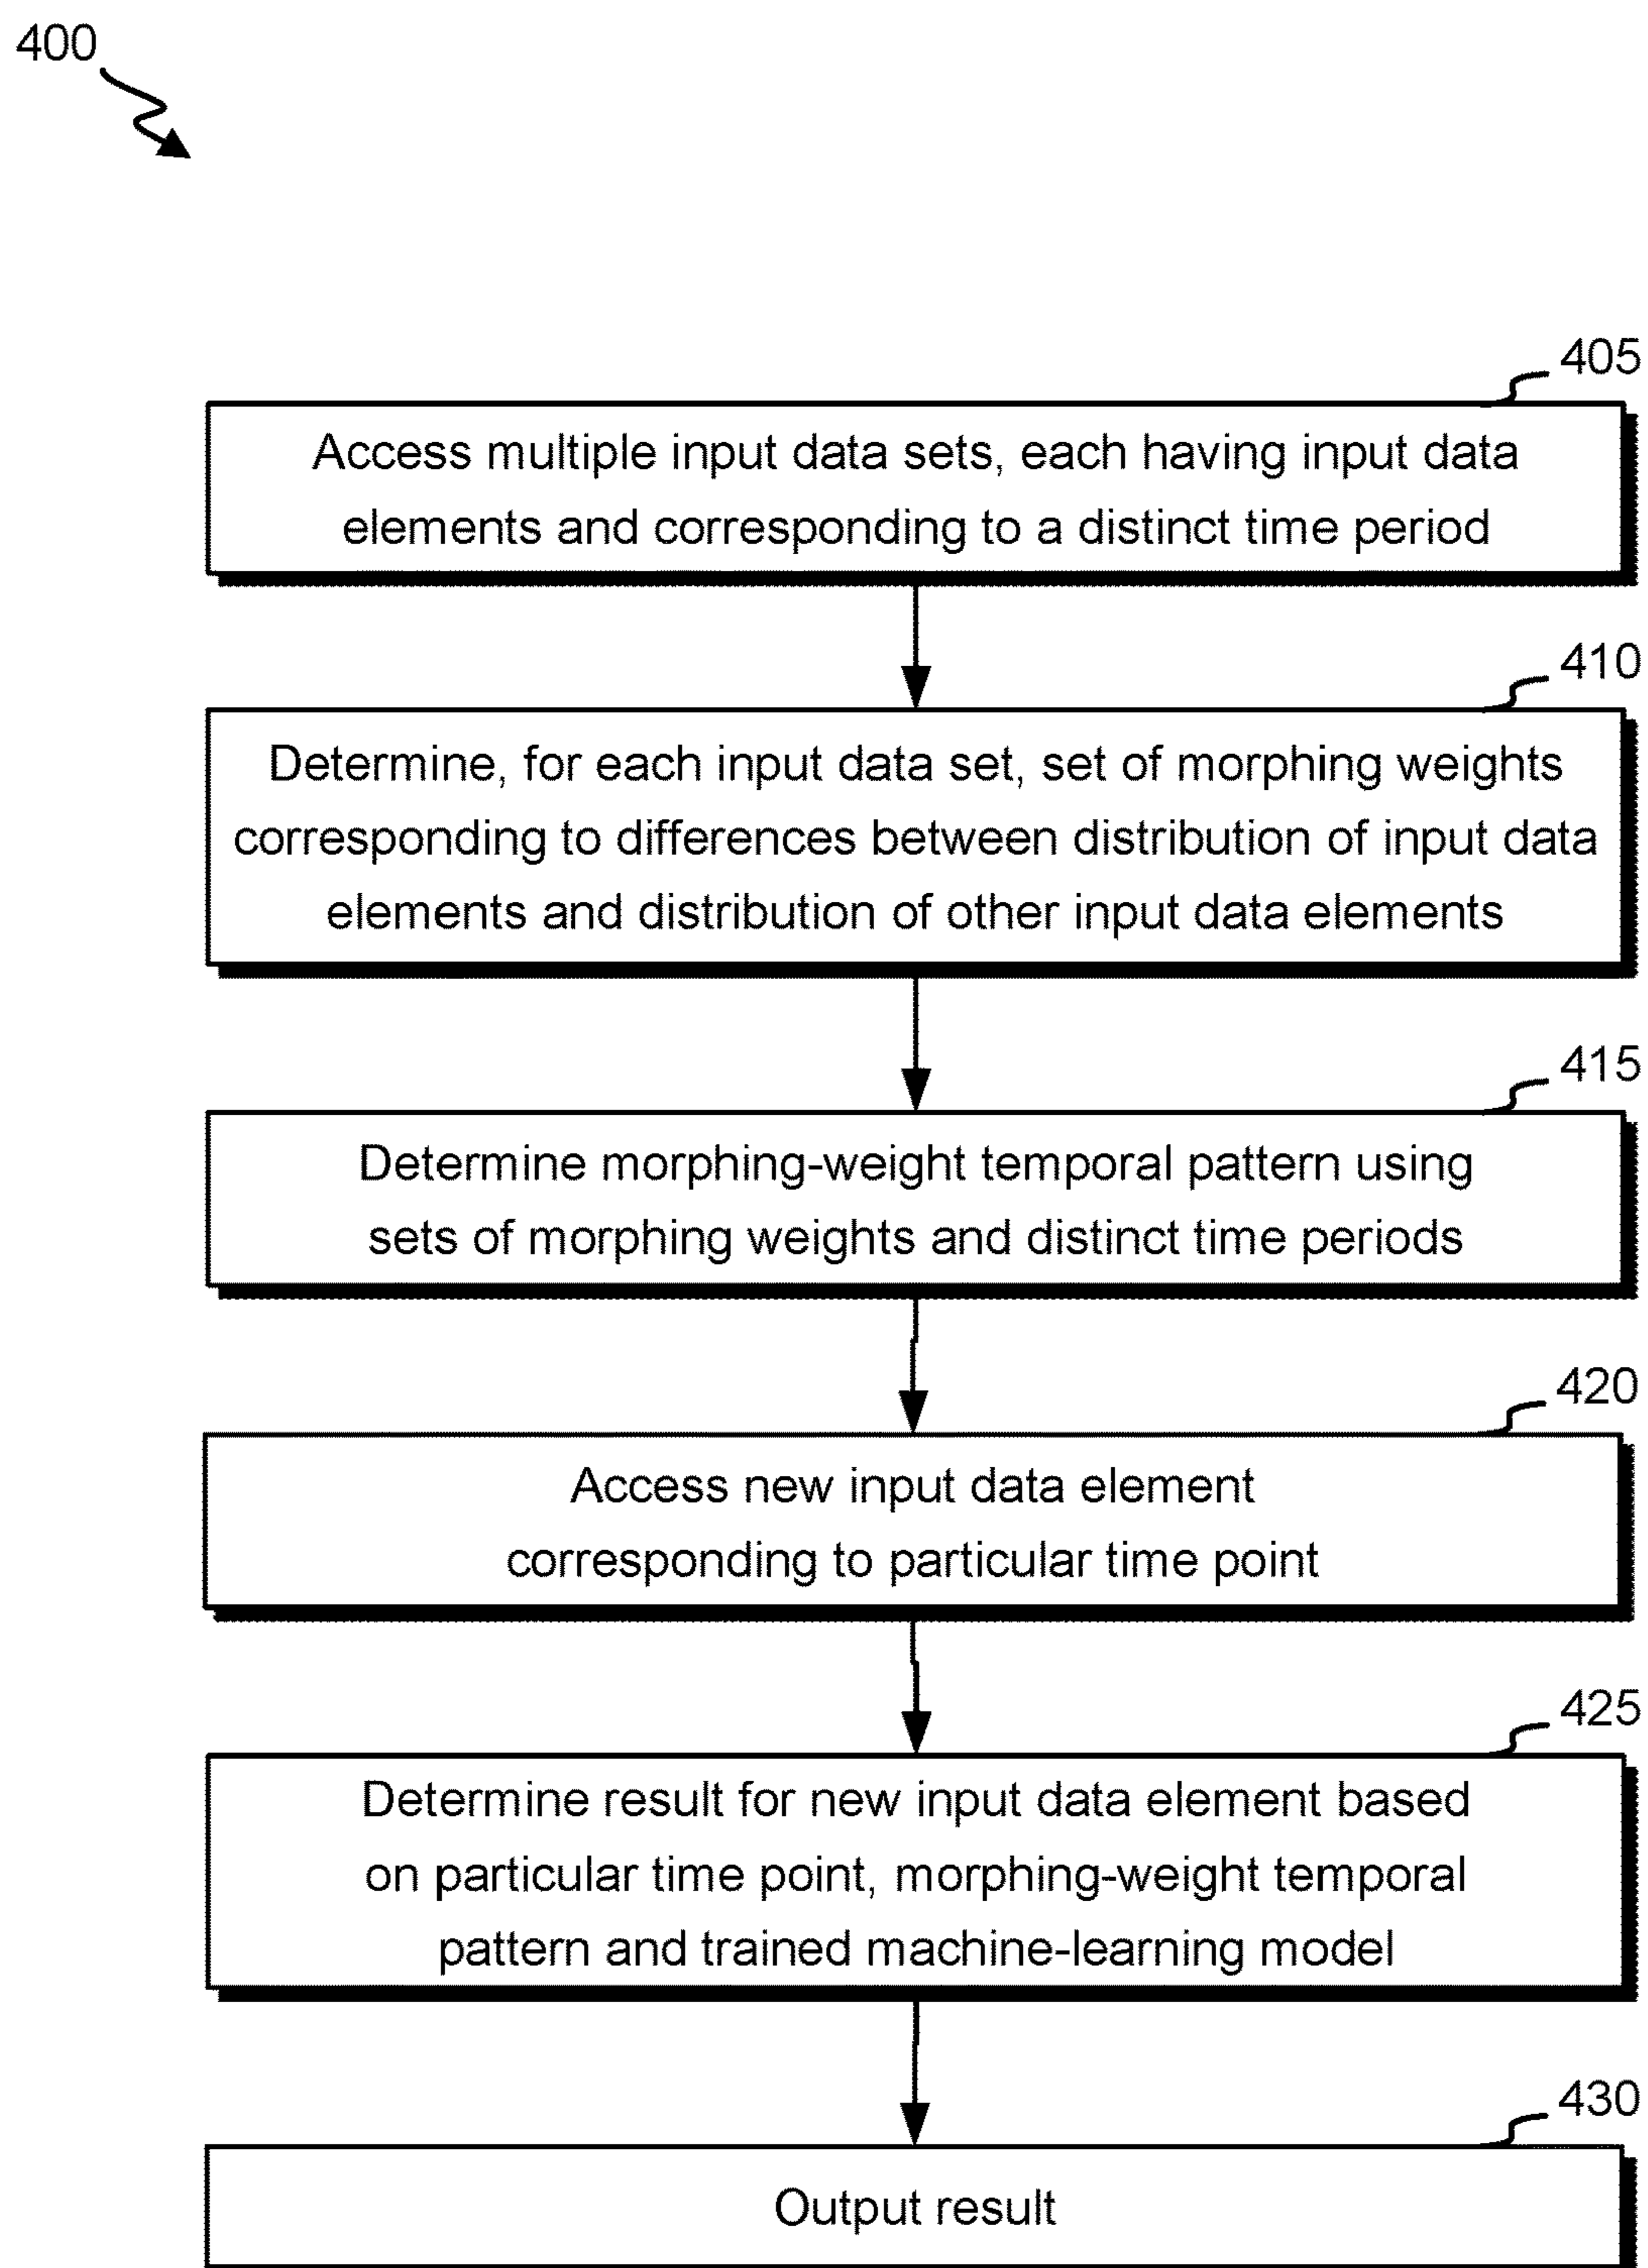 400
405
Access multiple input data sets, each having input data
elements and corresponding to a distinct time period
410
Determine, for each input data set, set of morphing weights
corresponding to differences between distribution of input data
elements and distribution of other input data elements
415
Determine morphing-weight temporal pattern using
sets of morphing weights and distinct time periods
420
Access new input data element
corresponding to particular time point
425
Determine result for new input data element based
on particular time point, morphing-weight temporal
pattern and trained machine-learning model
430
Output result